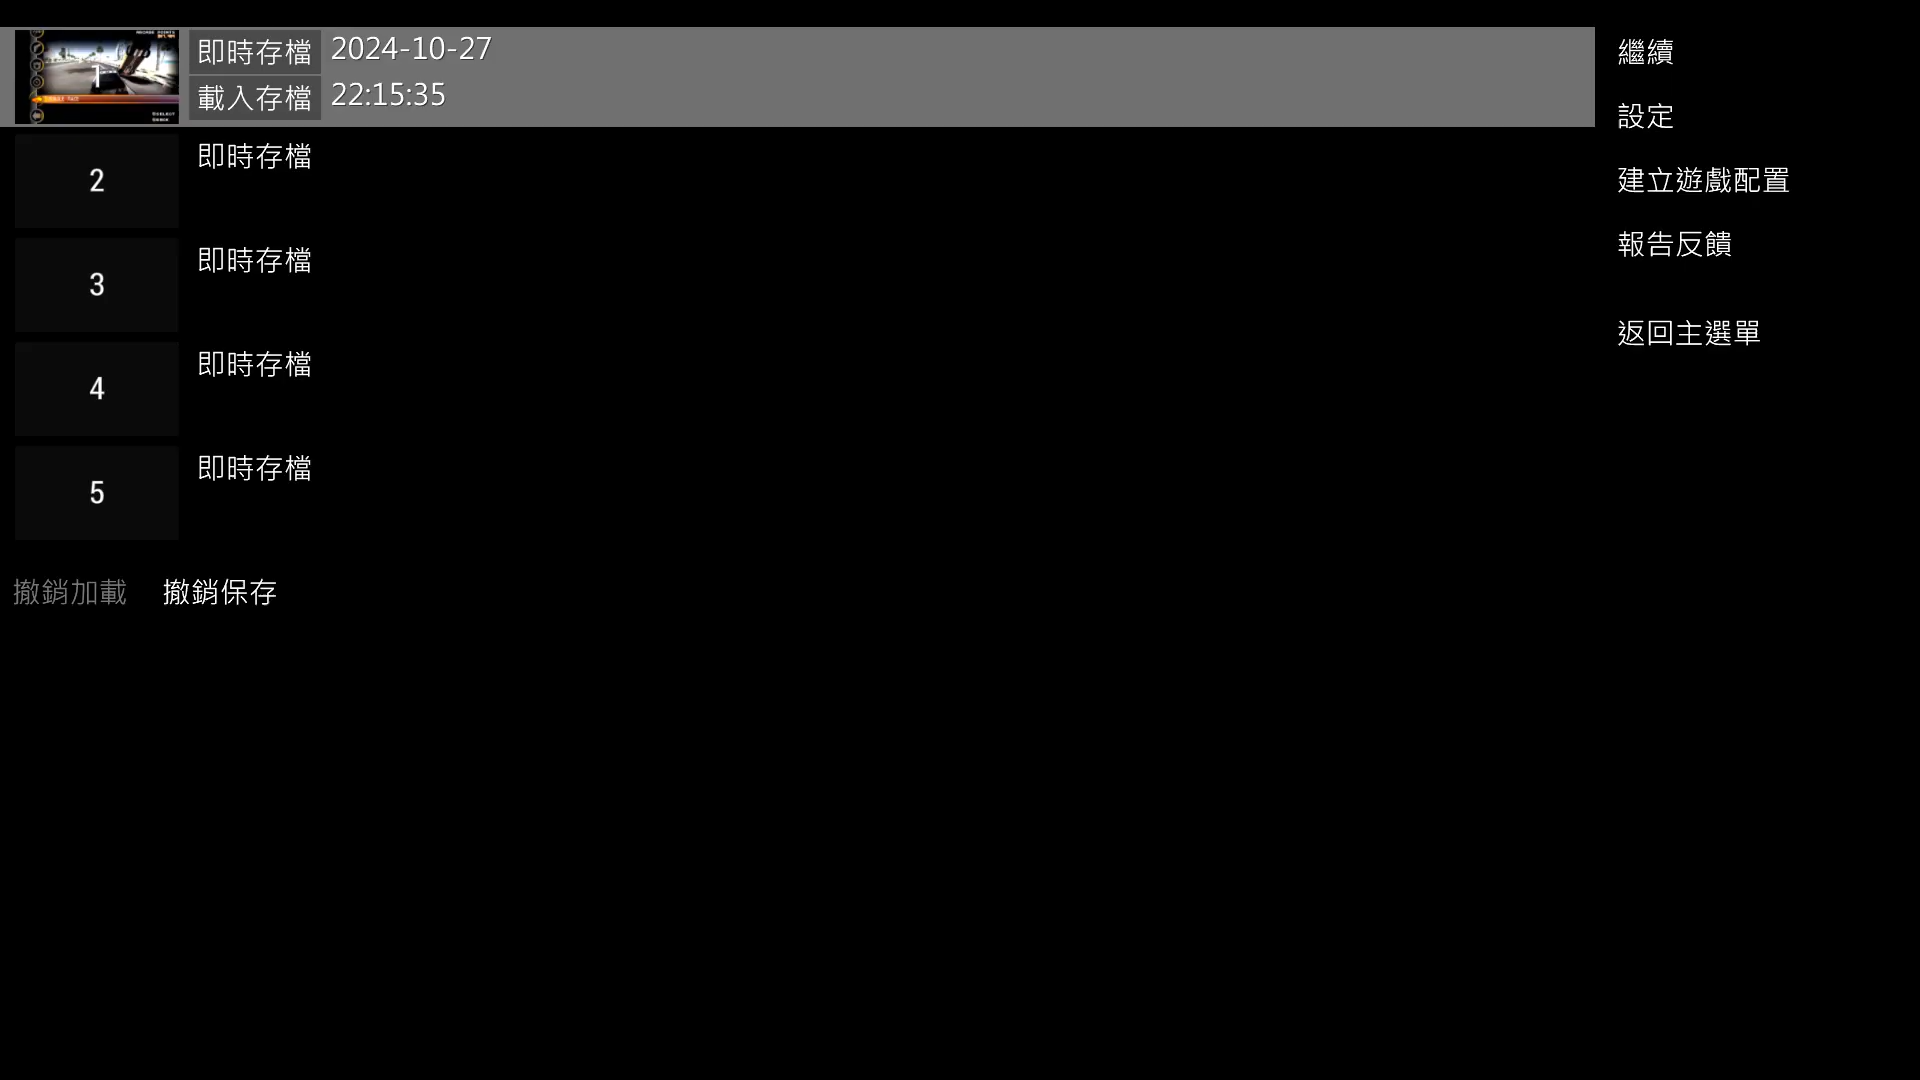 1
即時存檔 2024-10-27
載入存檔 22:15:35
2
即時存檔
3
即時存檔
4
即時存檔
5
即時存檔
撤銷加載 撤銷保存
繼續
設定
建立遊戲配置
報告反饋
返回主選單